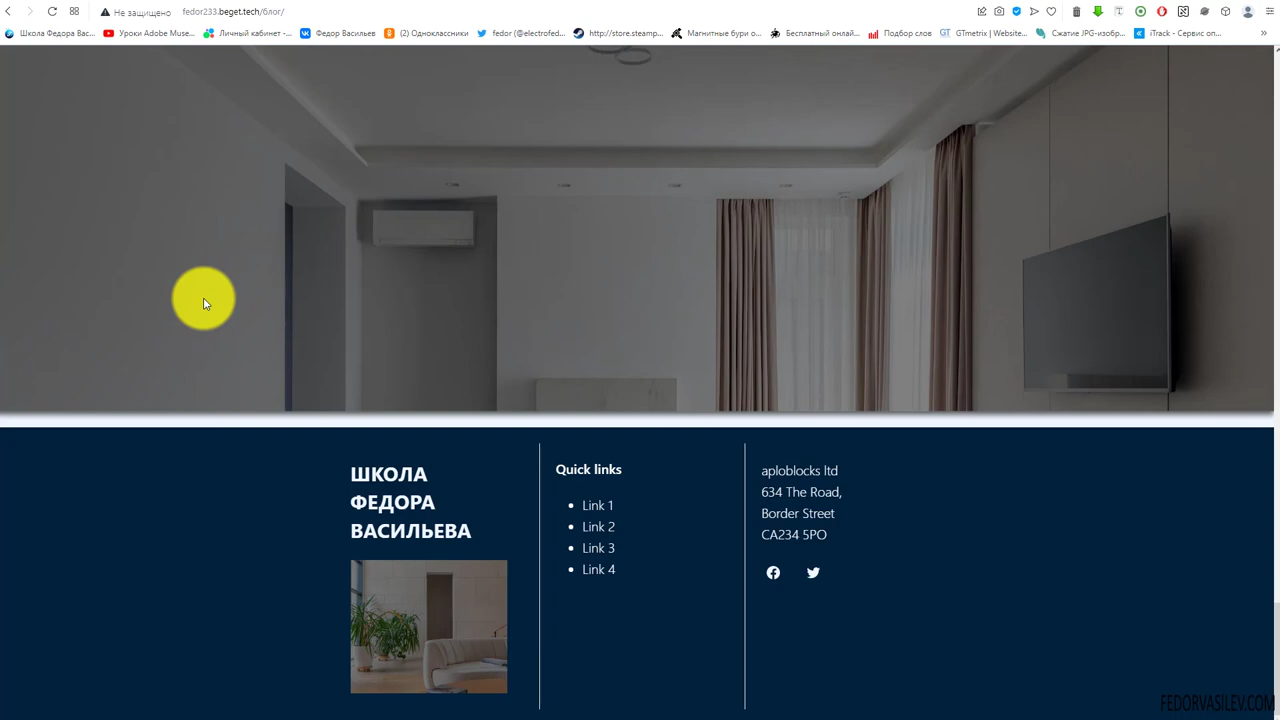 Не защищено
fedor233.beget.tech/блог/
Школа Федора Вас...
Уроки Adobe Muse...
Личный кабинет -...
Федор Васильев
(2) Одноклассники
fedor (@electrofed...
http://store.steamp...
Магнитные бури о...
Бесплатный онлай...
Подбор слов
GT
GTmetrix | Website...
Сжатие JPG-изобр...
iTrack - Сервис оп...
»
ШКОЛА
ФЕДОРА
ВАСИЛЬЕВА
Quick links
• Link 1
• Link 2
• Link 3
• Link 4
aploblocks ltd
634 The Road,
Border Street
CA234 5PO
FEDORVASILEV.COM